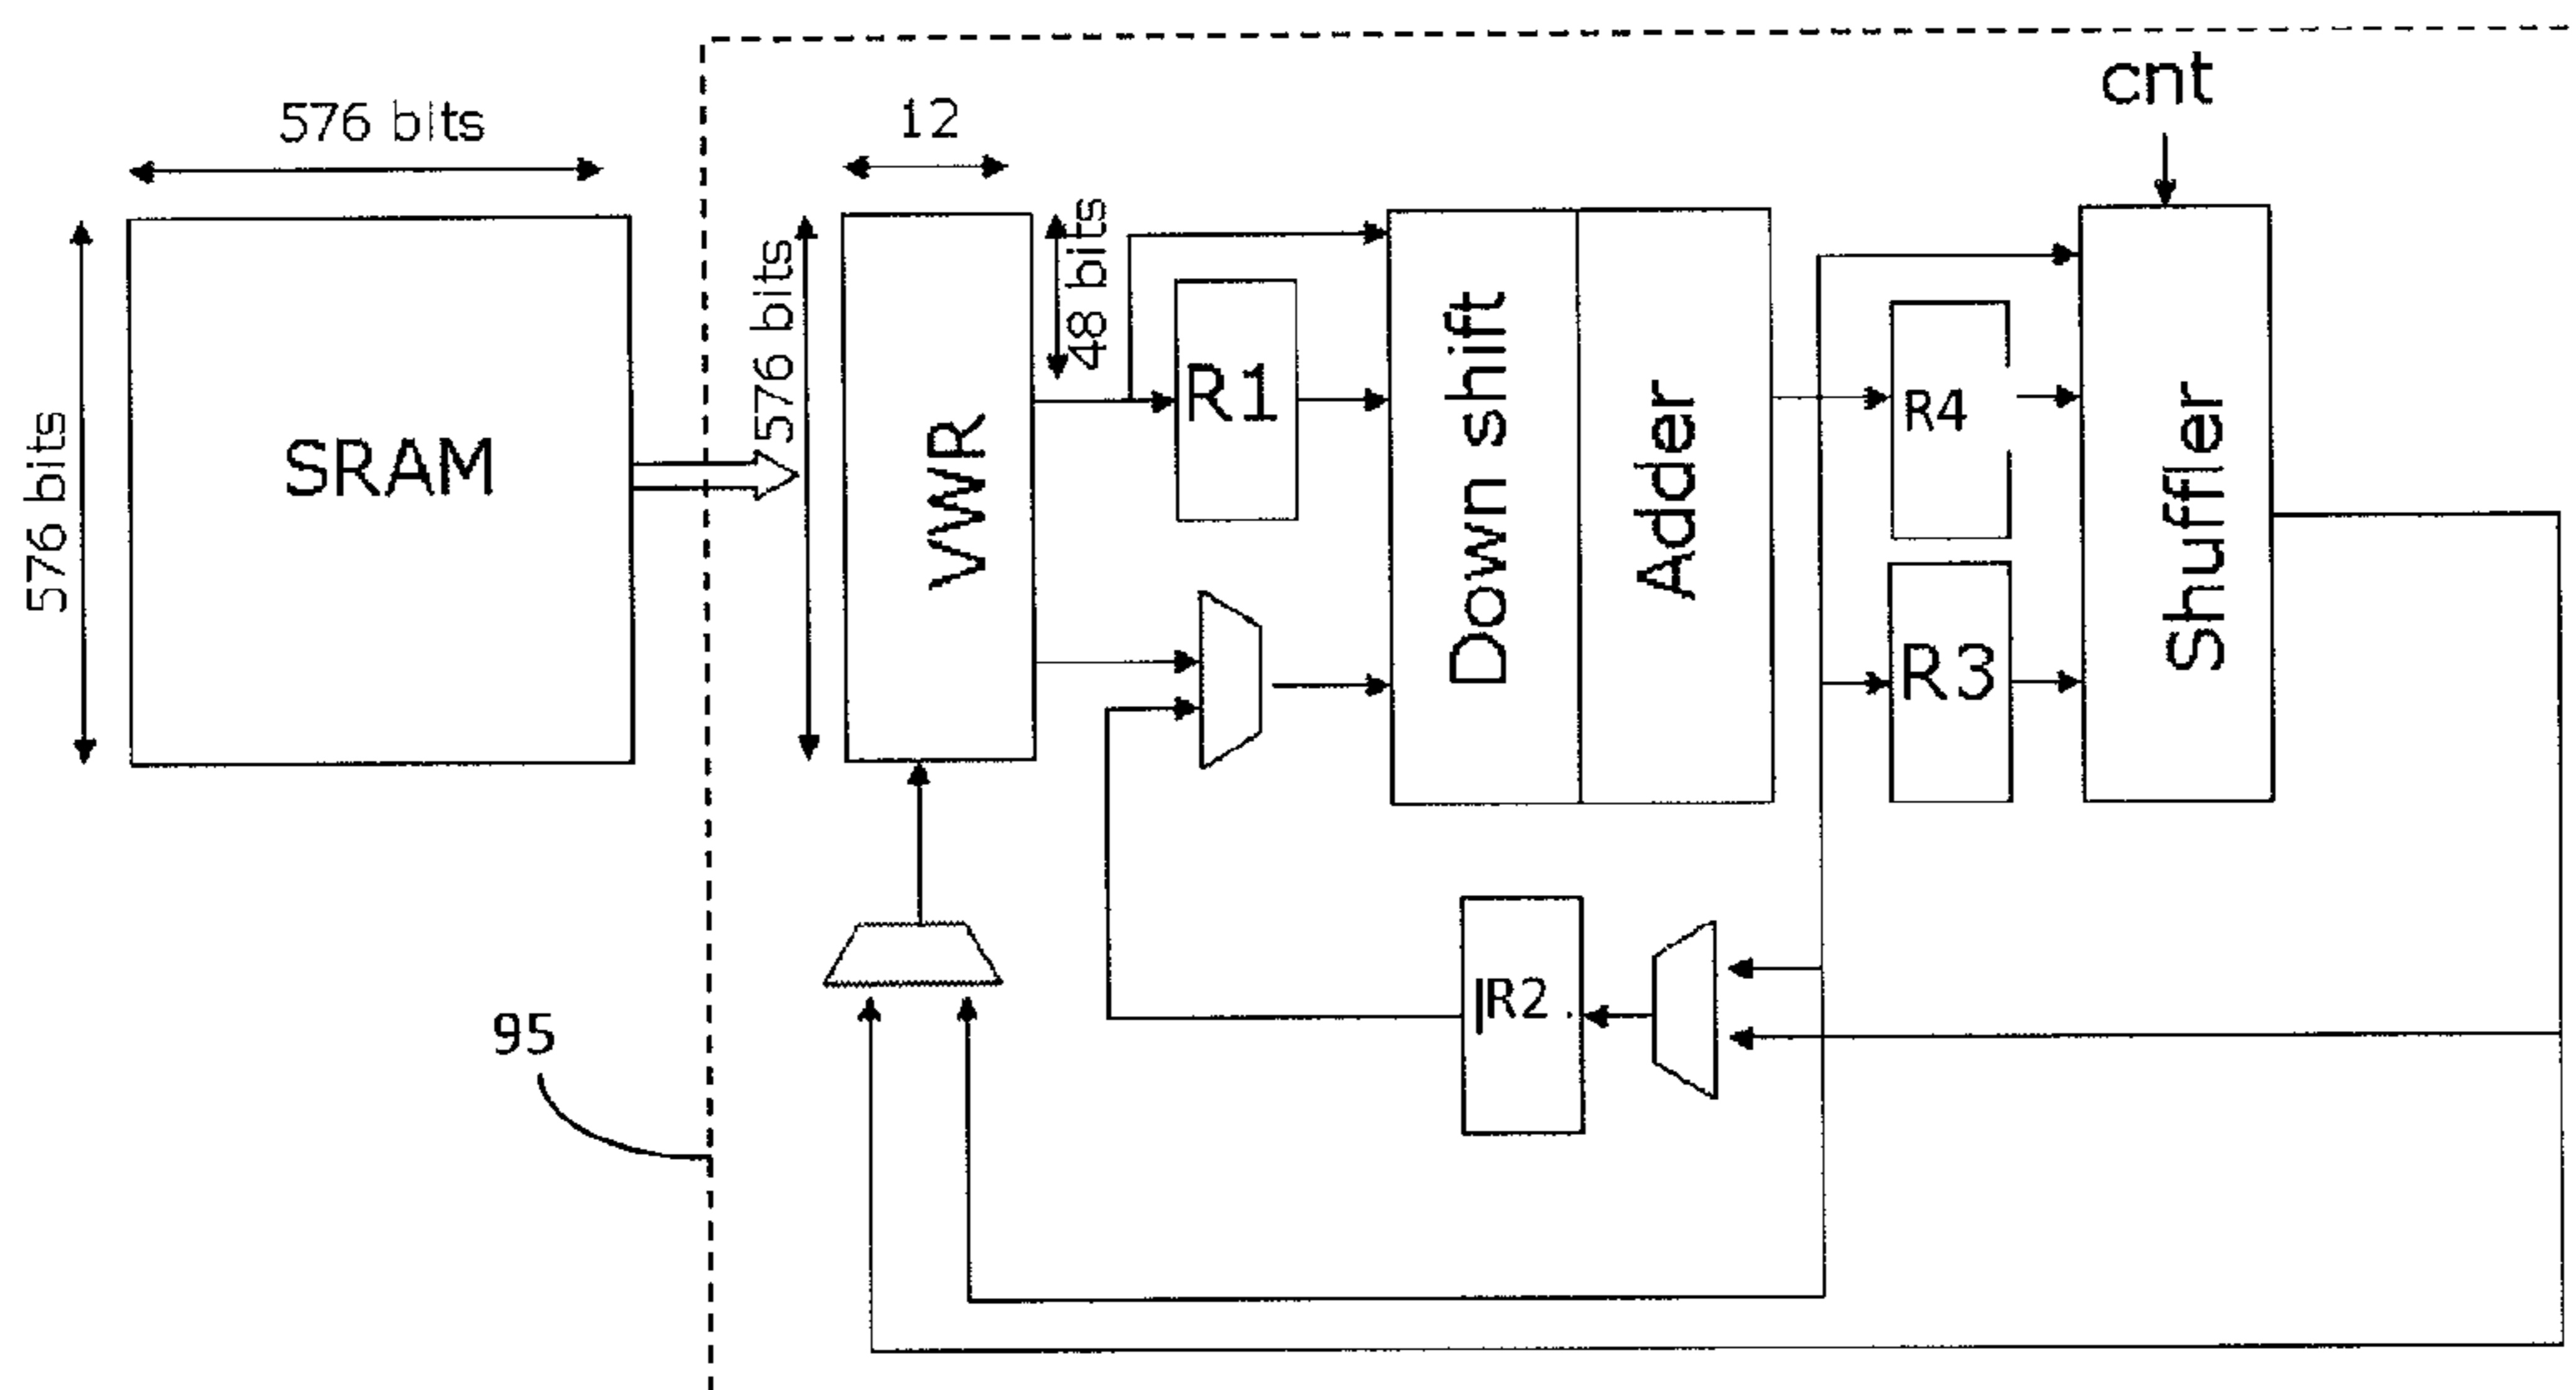 cnt
576 bits
12
48 bits
576 bits
576 bits
SRAM
VWR
R1
Down shift
Adder
R4
R3
Shuffler
R2
95